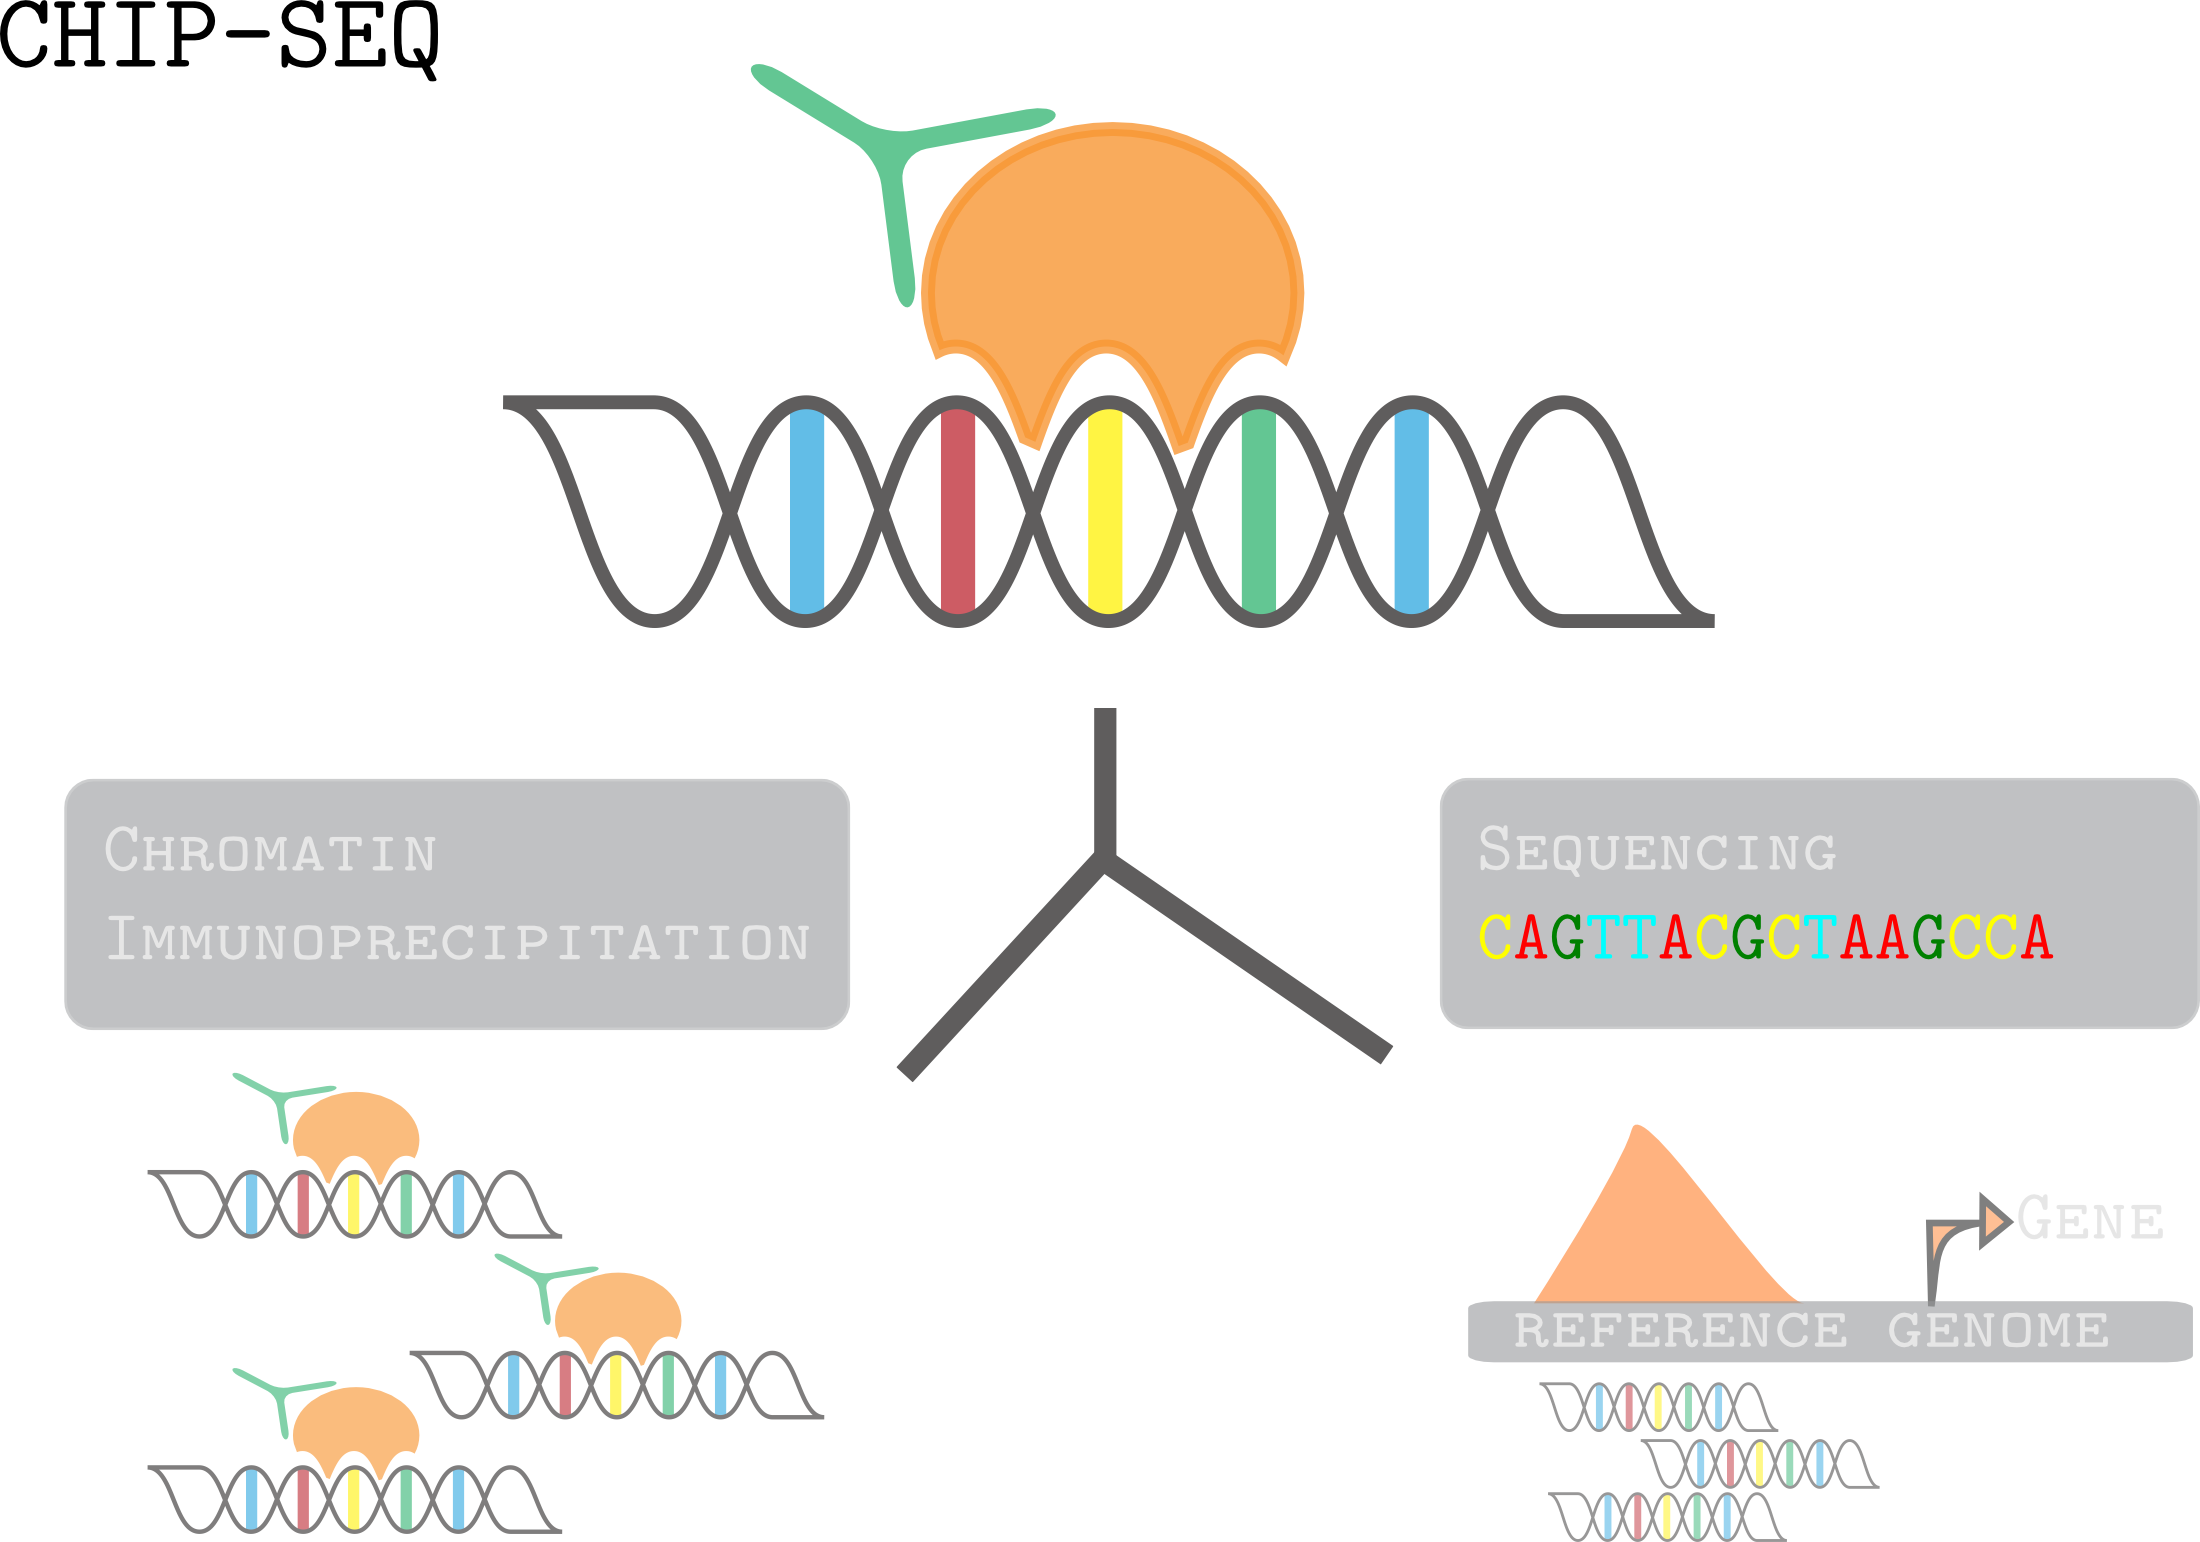 CHIP-SEQ
CHROMATIN
IMMUNOPRECIPITATION
SEQUENCING
CAGTTACGCTAAGCCA
GENE
REFERENCE GENOME